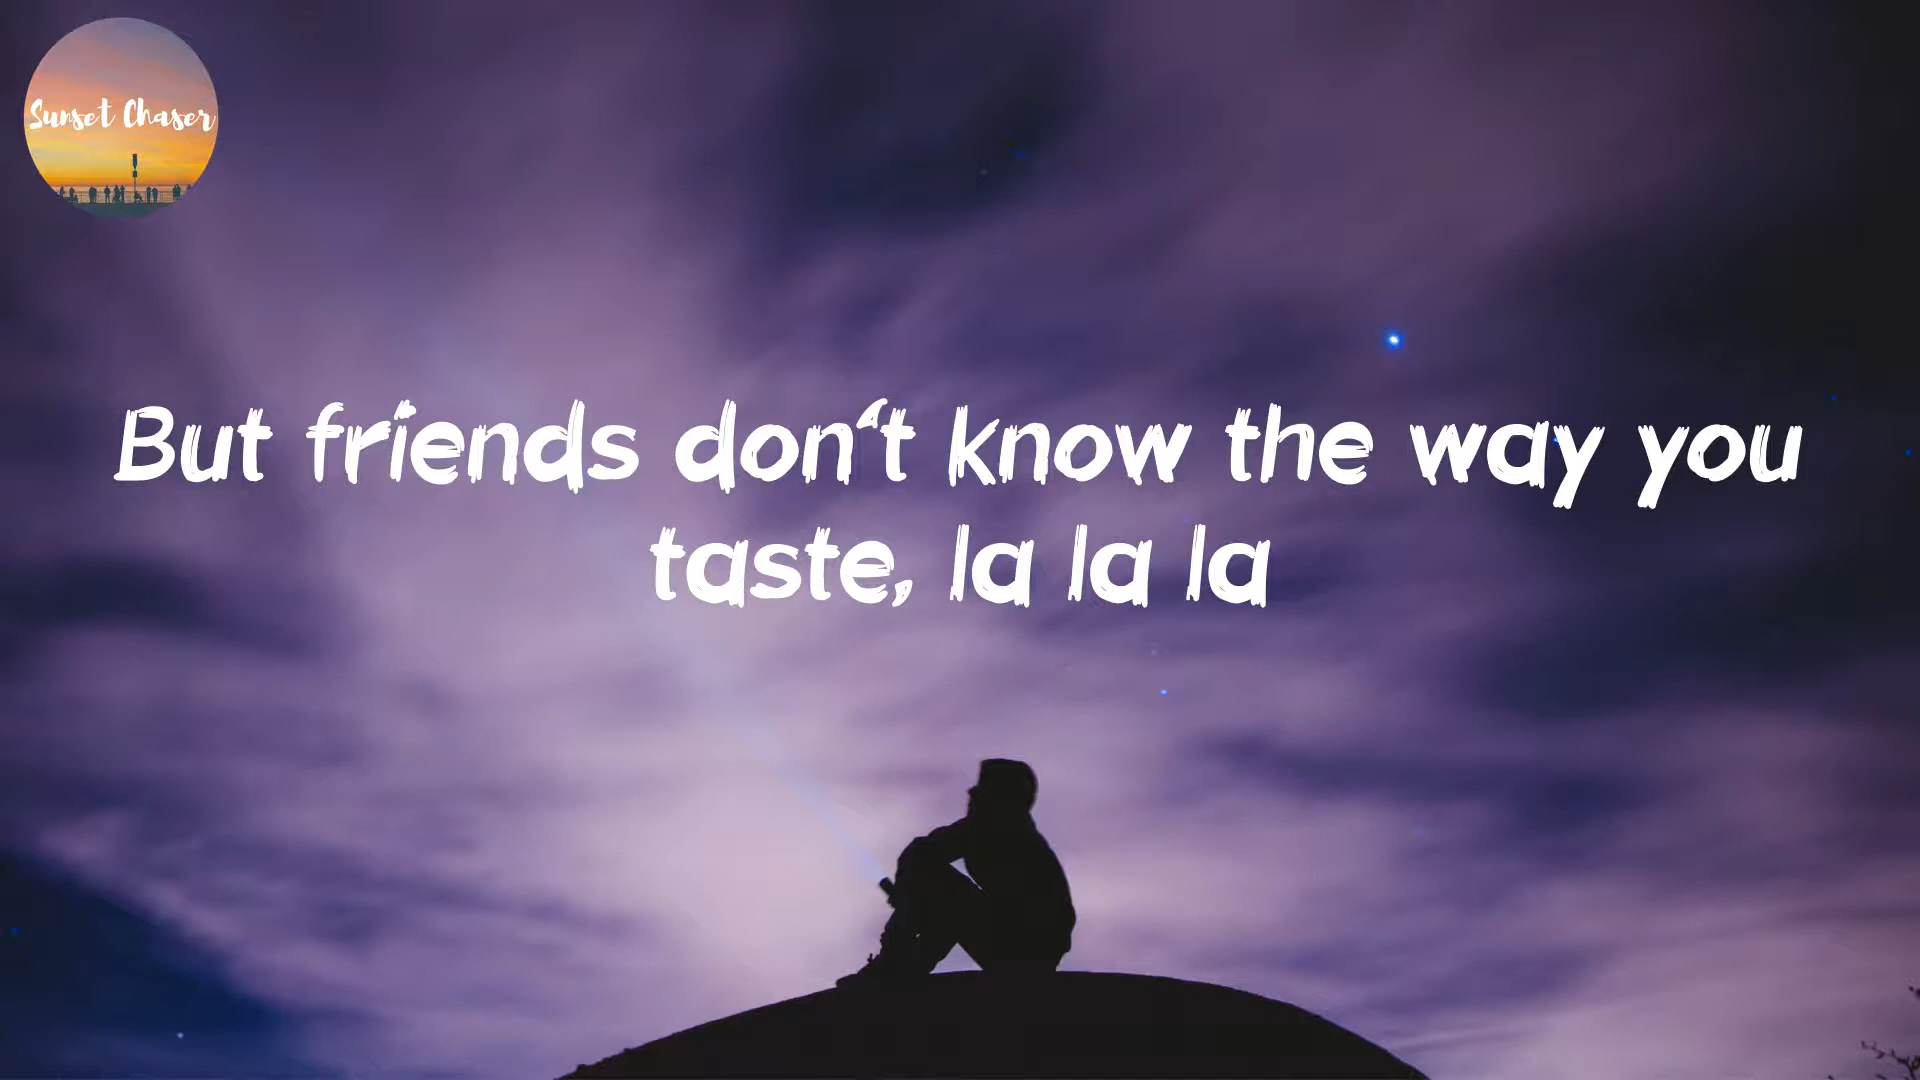 Sunset Chaser
But friends don‘t know the way you
taste, la la la